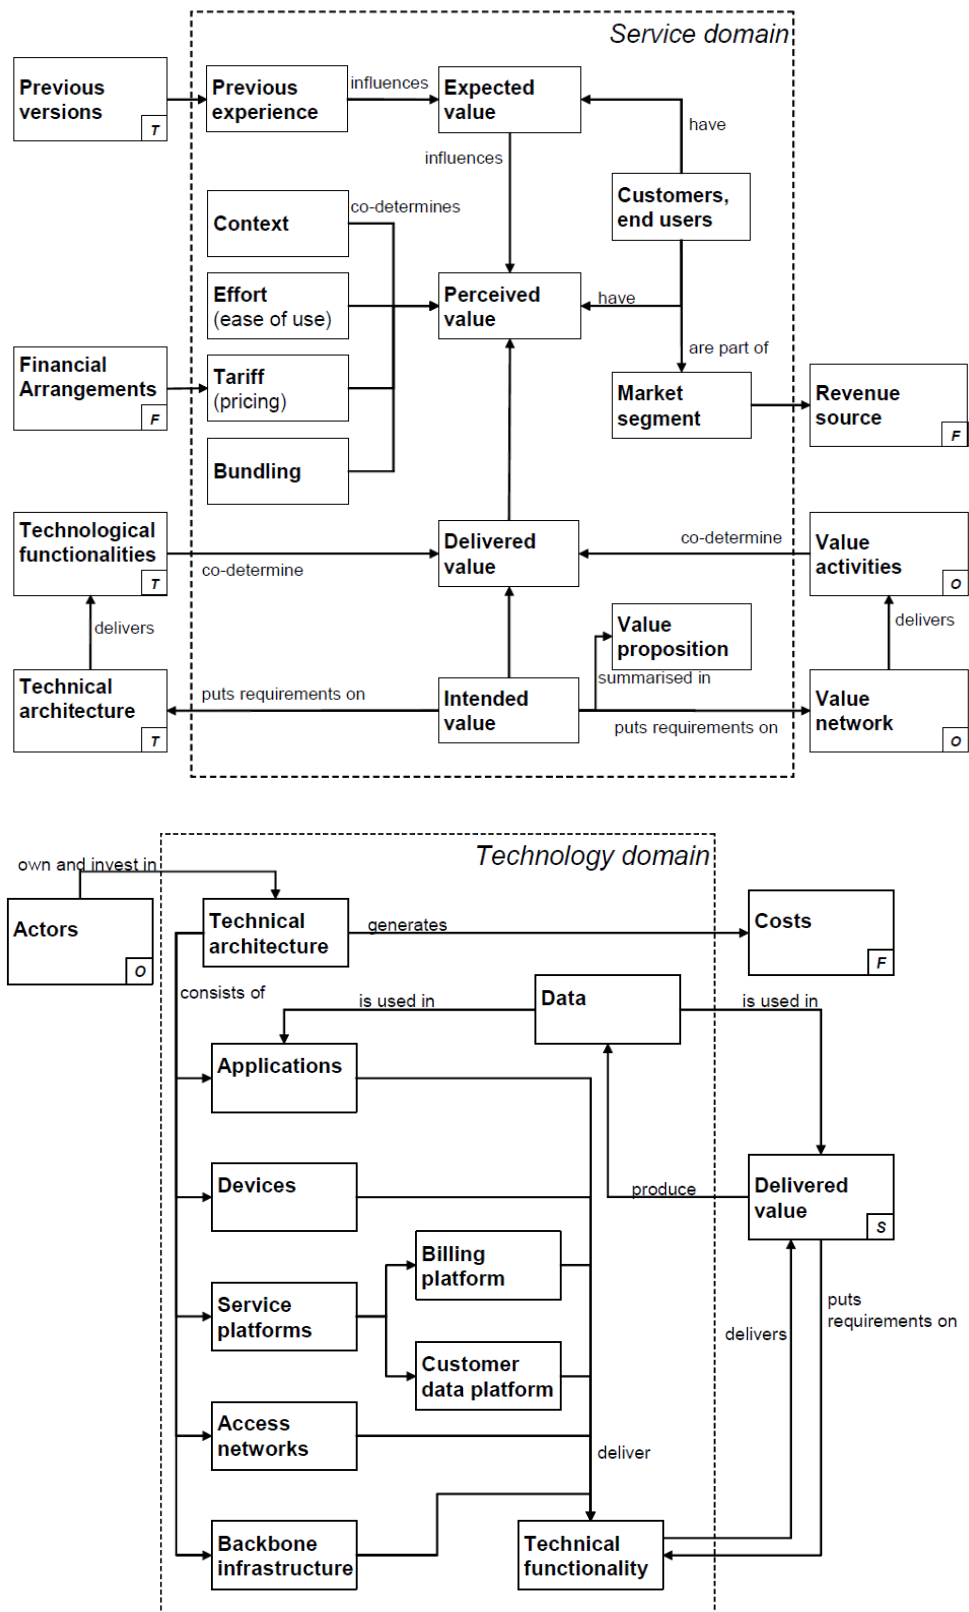 Service domain
Previous
versions
T
Previous
experience
influences
Expected
value
have
influences
Customers,
end users
Context
co-determines
Effort
(ease of use)
Perceived
value
have
are part of
Financial
Arrangements
F
Tariff
(pricing)
Market
segment
Revenue
source
F
Bundling
Technological
functionalities
T
co-determine
Delivered
value
co-determine
Value
activities
O
delivers
delivers
Value
proposition
summarised in
Technical
architecture
T
puts requirements on
Intended
value
puts requirements on
Value
network
O
Technology domain
own and invest in
Actors
O
Technical
architecture
generates
Costs
F
consists of
is used in
Data
is used in
Applications
Devices
produce
Delivered
value
S
Billing
platform
Service
platforms
puts
requirements on
delivers
Customer
data platform
Access
networks
deliver
Backbone
infrastructure
Technical
functionality